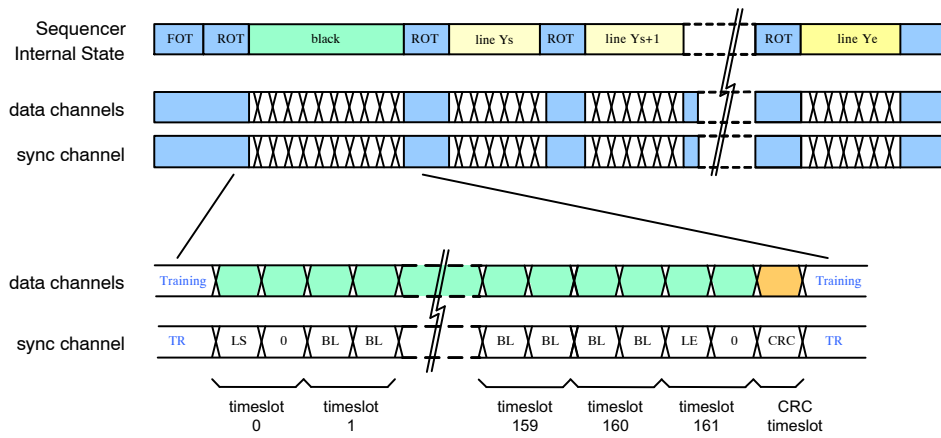 Sequencer
Internal State
FOT ROT black ROT line Ys ROT line Ys+1 ROT line Ye
data channels
sync channel
data channels Training Training
sync channel TR LS 0 BL BL BL BL BL BL LE 0 CRC TR
timeslot timeslot timeslot timeslot timeslot CRC
0 1 159 160 161 timeslot